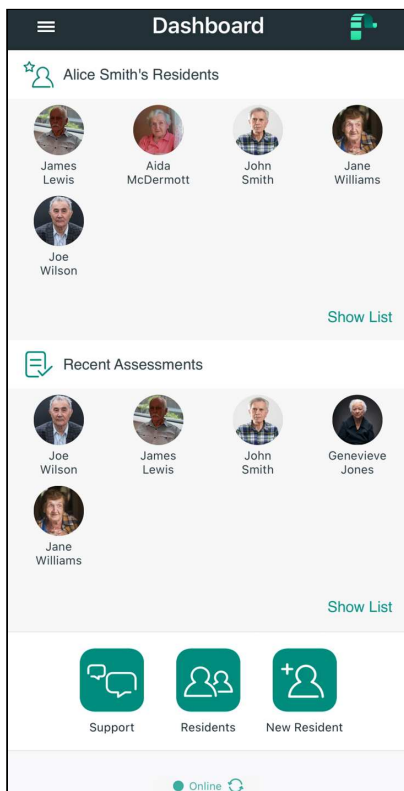 Dashboard
Alice Smith's Residents
James
Lewis
Aida
McDermott
John
Smith
Jane
Williams
Joe
Wilson
Show List
Recent Assessments
Joe
Wilson
James
Lewis
John
Smith
Genevieve
Jones
Jane
Williams
Show List
Support
Residents
New Resident
Online